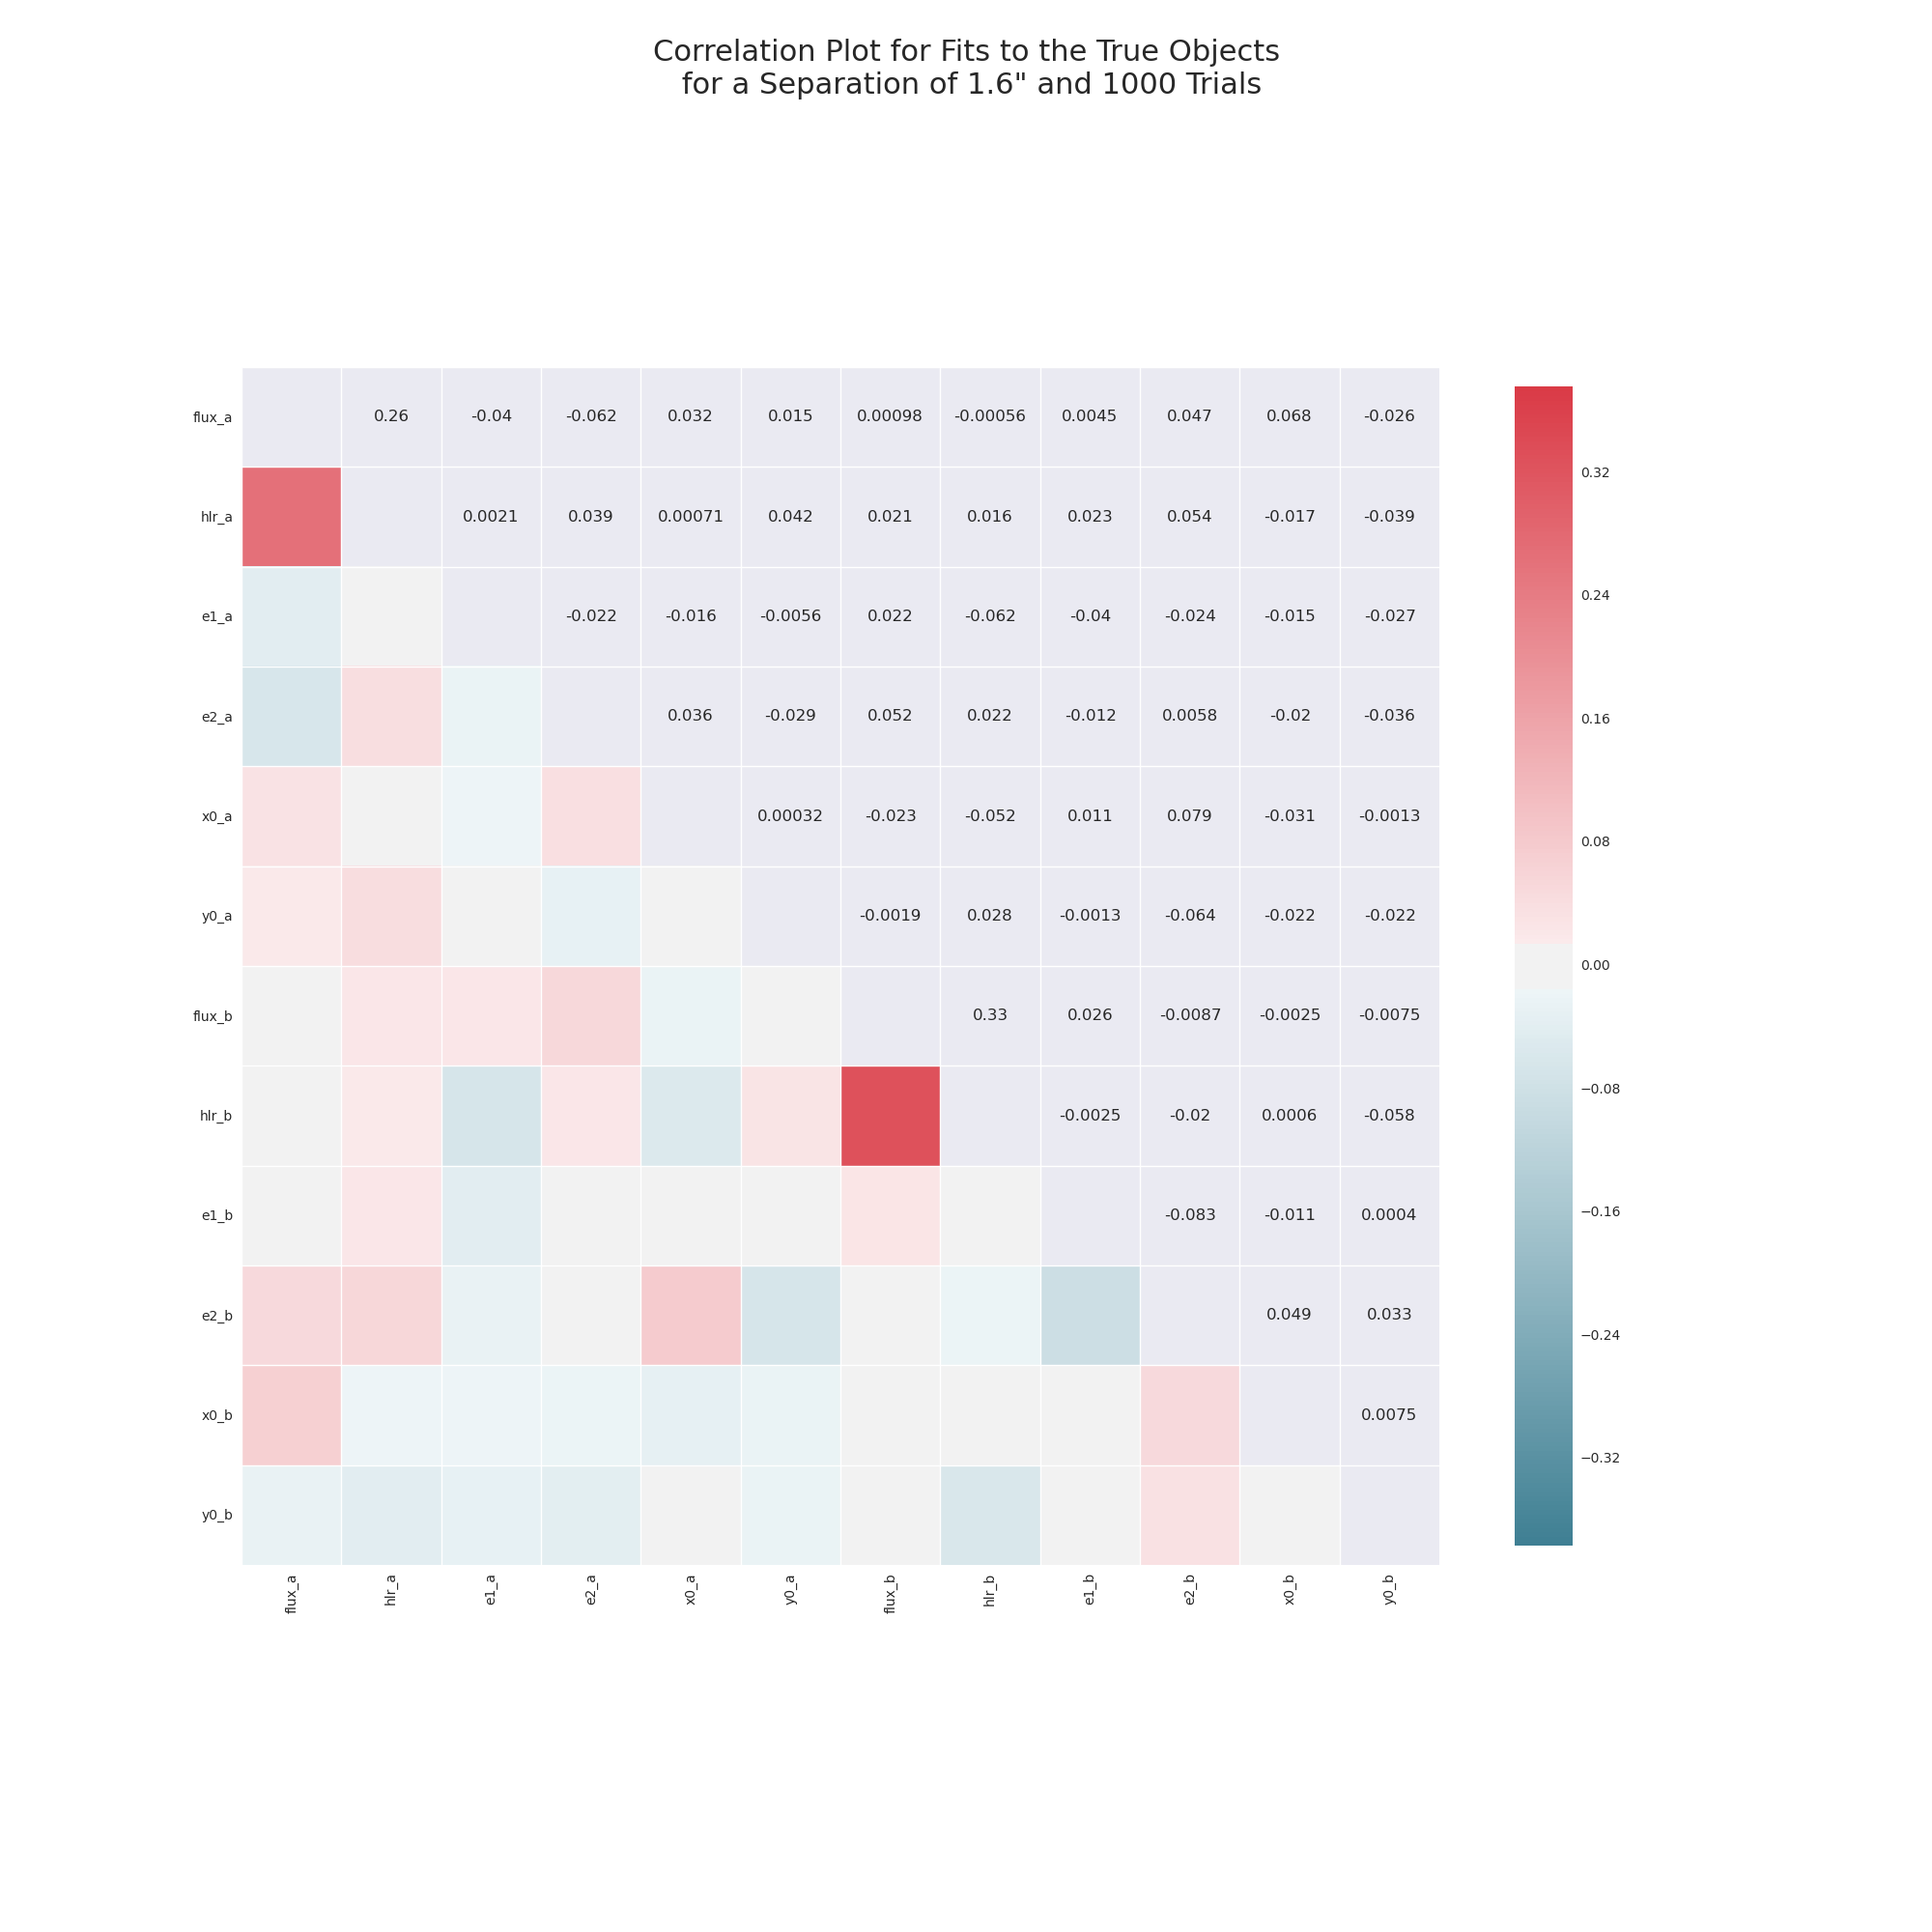 Correlation Plot for Fits to the True Objects
for a Separation of 1.6" and 1000 Trials
flux_a 0.26 -0.04 -0.062 0.032 0.015 0.00098 -0.00056 0.0045 0.047 0.068 -0.026
hlr_a 0.0021 0.039 0.00071 0.042 0.021 0.016 0.023 0.054 -0.017 -0.039
e1_a -0.022 -0.016 -0.0056 0.022 -0.062 -0.04 -0.024 -0.015 -0.027
e2_a 0.036 -0.029 0.052 0.022 -0.012 0.0058 -0.02 -0.036
x0_a 0.00032 -0.023 -0.052 0.011 0.079 -0.031 -0.0013
y0_a -0.0019 0.028 -0.0013 -0.064 -0.022 -0.022
flux_b 0.33 0.026 -0.0087 -0.0025 -0.0075
hlr_b -0.0025 -0.02 0.0006 -0.058
e1_b -0.083 -0.011 0.0004
e2_b 0.049 0.033
x0_b 0.0075
y0_b
flux_a hlr_a e1_a e2_a x0_a y0_a flux_b hlr_b e1_b e2_b x0_b y0_b
0.32
0.24
0.16
0.08
0.00
−0.08
−0.16
−0.24
−0.32